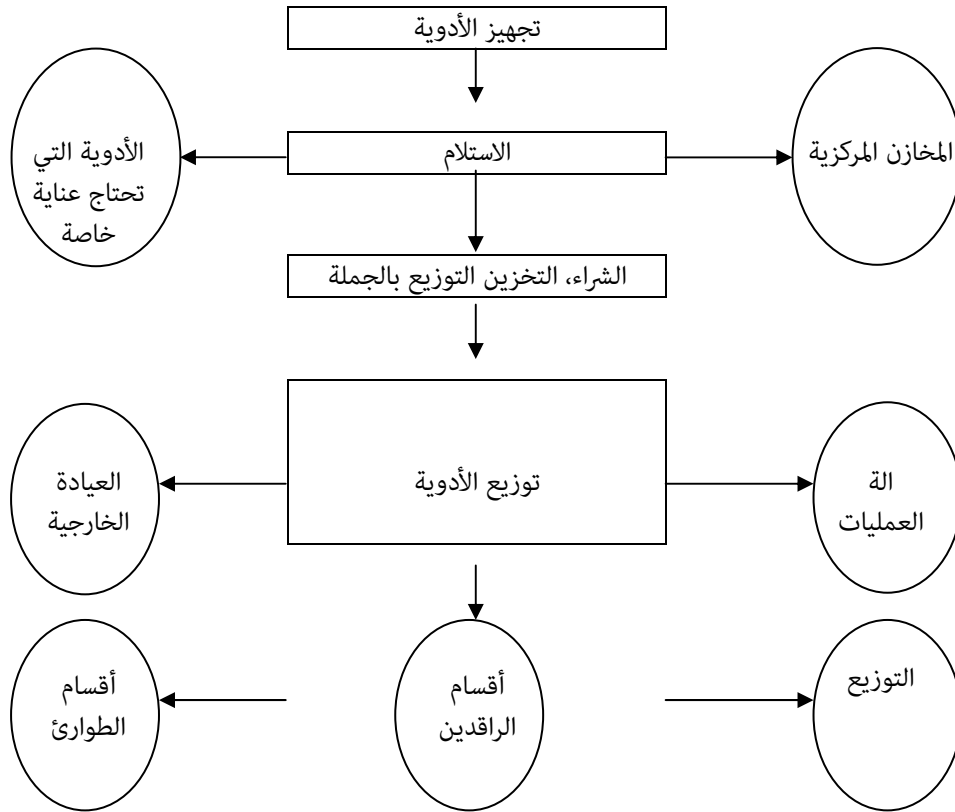 تجهيز الأدوية
المخازن المركزية
الاستلام
الأدوية التي
تحتاج عناية
خاصة
الشراء، التخزين التوزيع بالجملة
الة
العمليات
توزيع الأدوية
العيادة
الخارجية
التوزيع
أقسام
الراقدين
أقسام
الطوارئ